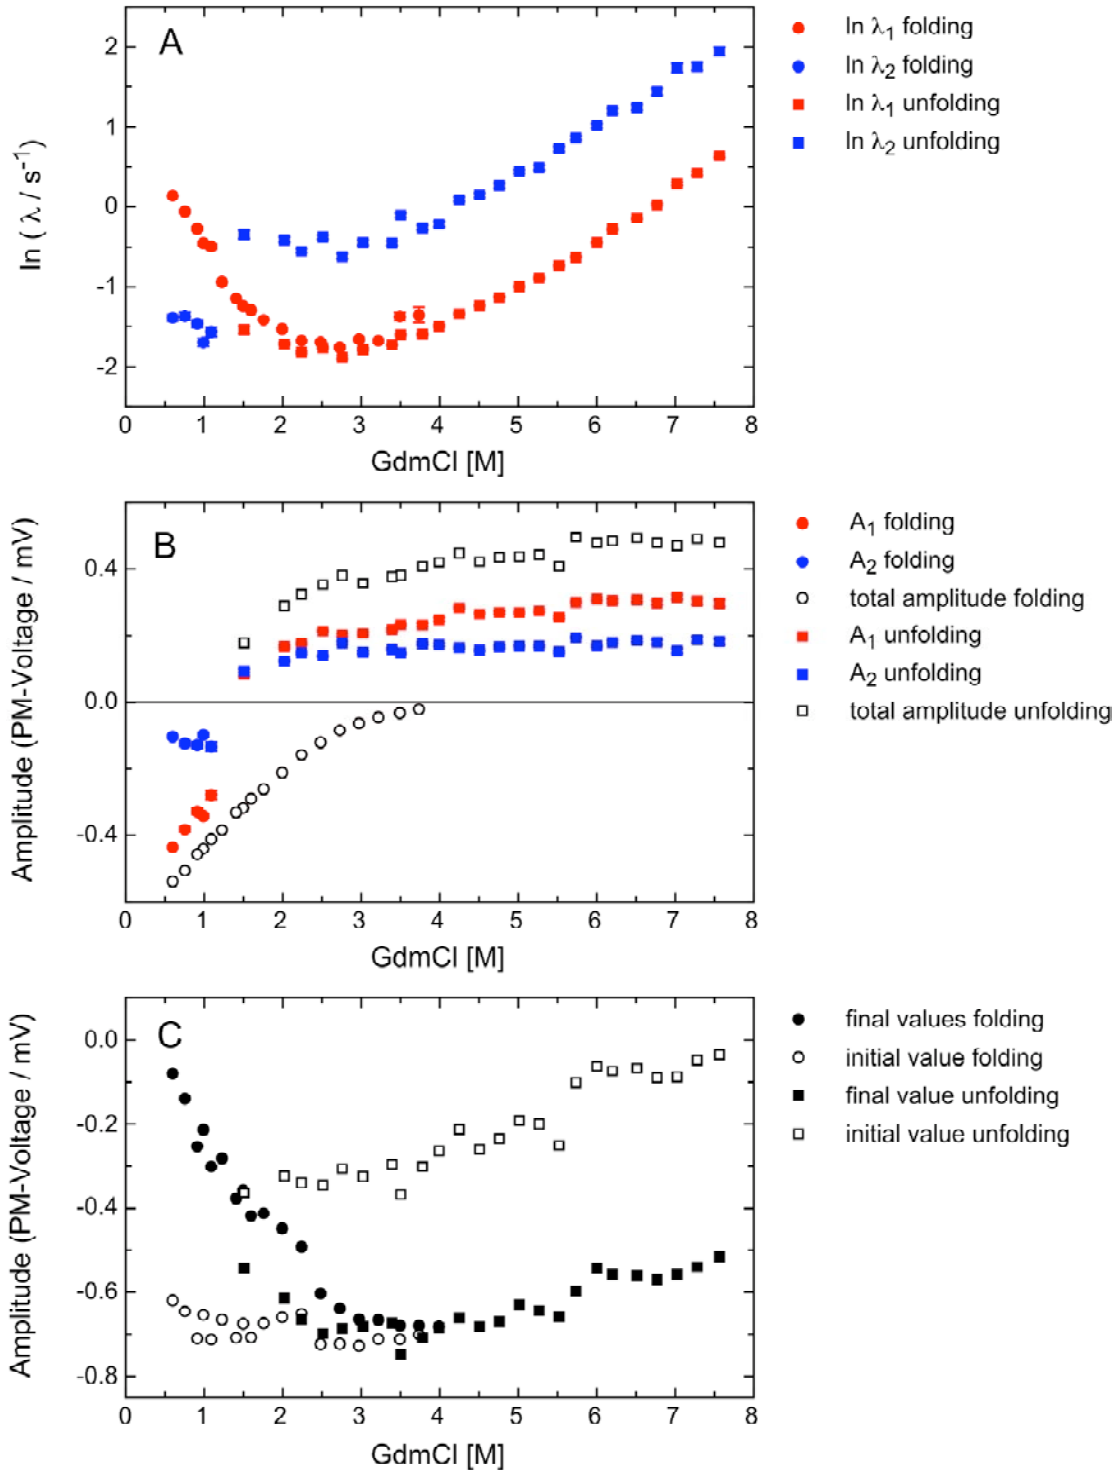 A
ln ( λ / s⁻¹)
2
1
0
-1
-2
0 1 2 3 4 5 6 7 8
GdmCl [M]
ln λ₁ folding
ln λ₂ folding
ln λ₁ unfolding
ln λ₂ unfolding
B
Amplitude (PM-Voltage / mV)
0.4
0.0
-0.4
0 1 2 3 4 5 6 7 8
GdmCl [M]
A₁ folding
A₂ folding
total amplitude folding
A₁ unfolding
A₂ unfolding
total amplitude unfolding
C
Amplitude (PM-Voltage / mV)
0.0
-0.2
-0.4
-0.6
-0.8
0 1 2 3 4 5 6 7 8
GdmCl [M]
final values folding
initial value folding
final value unfolding
initial value unfolding